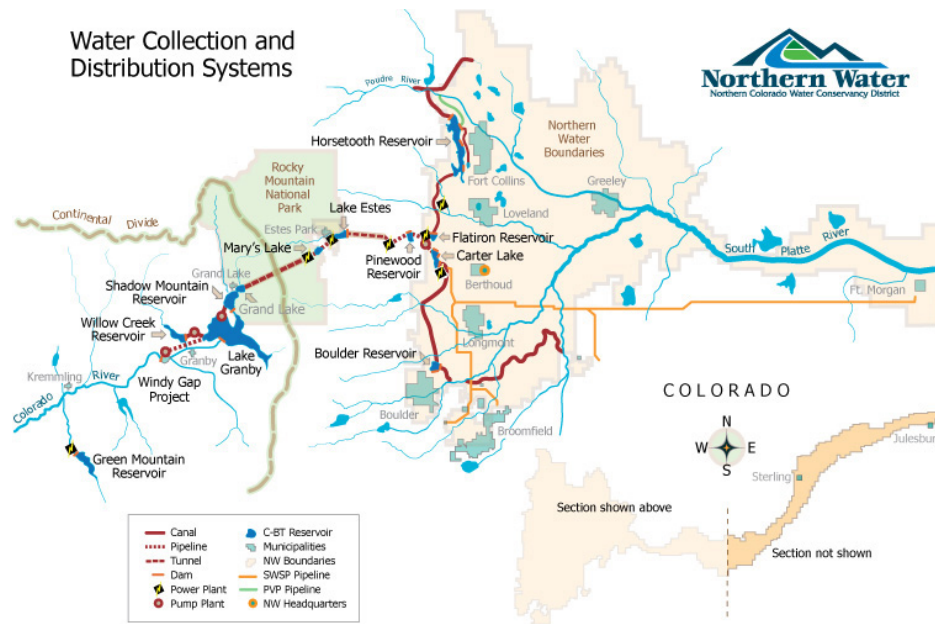 Water Collection and
Distribution Systems
Northern Water
Northern Colorado Water Conservancy District
Poudre River
Horsetooth Reservoir
Northern
Water
Boundaries
Rocky
Mountain
National
Park
Fort Collins
Greeley
Continental Divide
Lake Estes
Loveland
Estes Park
Mary's Lake
Flatiron Reservoir
South Platte River
Pinewood
Reservoir
Carter Lake
Grand Lake
Berthoud
Shadow Mountain
Reservoir
Ft. Morgan
Grand Lake
Willow Creek
Reservoir
Longmont
Lake
Granby
Boulder Reservoir
Granby
Kremmling
Windy Gap
Project
Colorado River
COLORADO
Boulder
N
Broomfield
W E
S
Julesburg
Green Mountain
Reservoir
Sterling
Section shown above
Section not shown
Canal
Pipeline
Tunnel
Dam
Power Plant
Pump Plant
C-BT Reservoir
Municipalities
NW Boundaries
SWSP Pipeline
PVP Pipeline
NW Headquarters